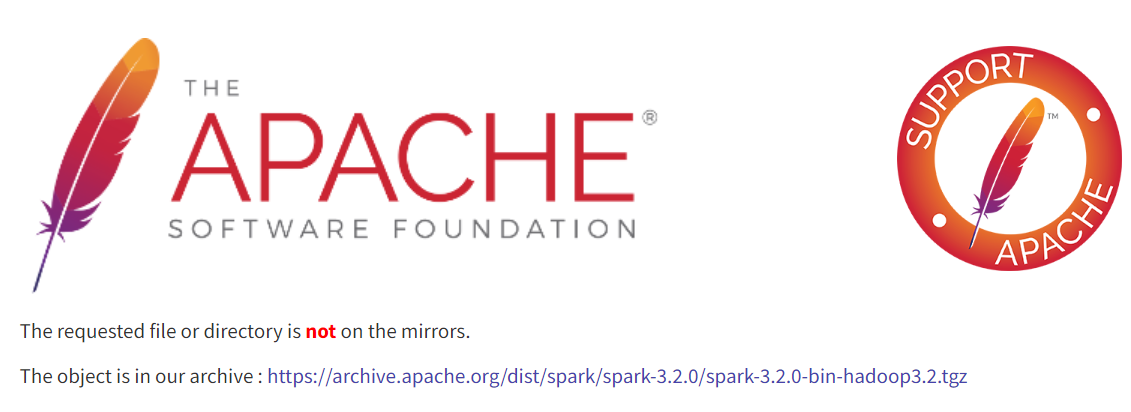 THE
APACHE®
SOFTWARE FOUNDATION
SUPPORT
APACHE
TM
The requested file or directory is not on the mirrors.
The object is in our archive : https://archive.apache.org/dist/spark/spark-3.2.0/spark-3.2.0-bin-hadoop3.2.tgz